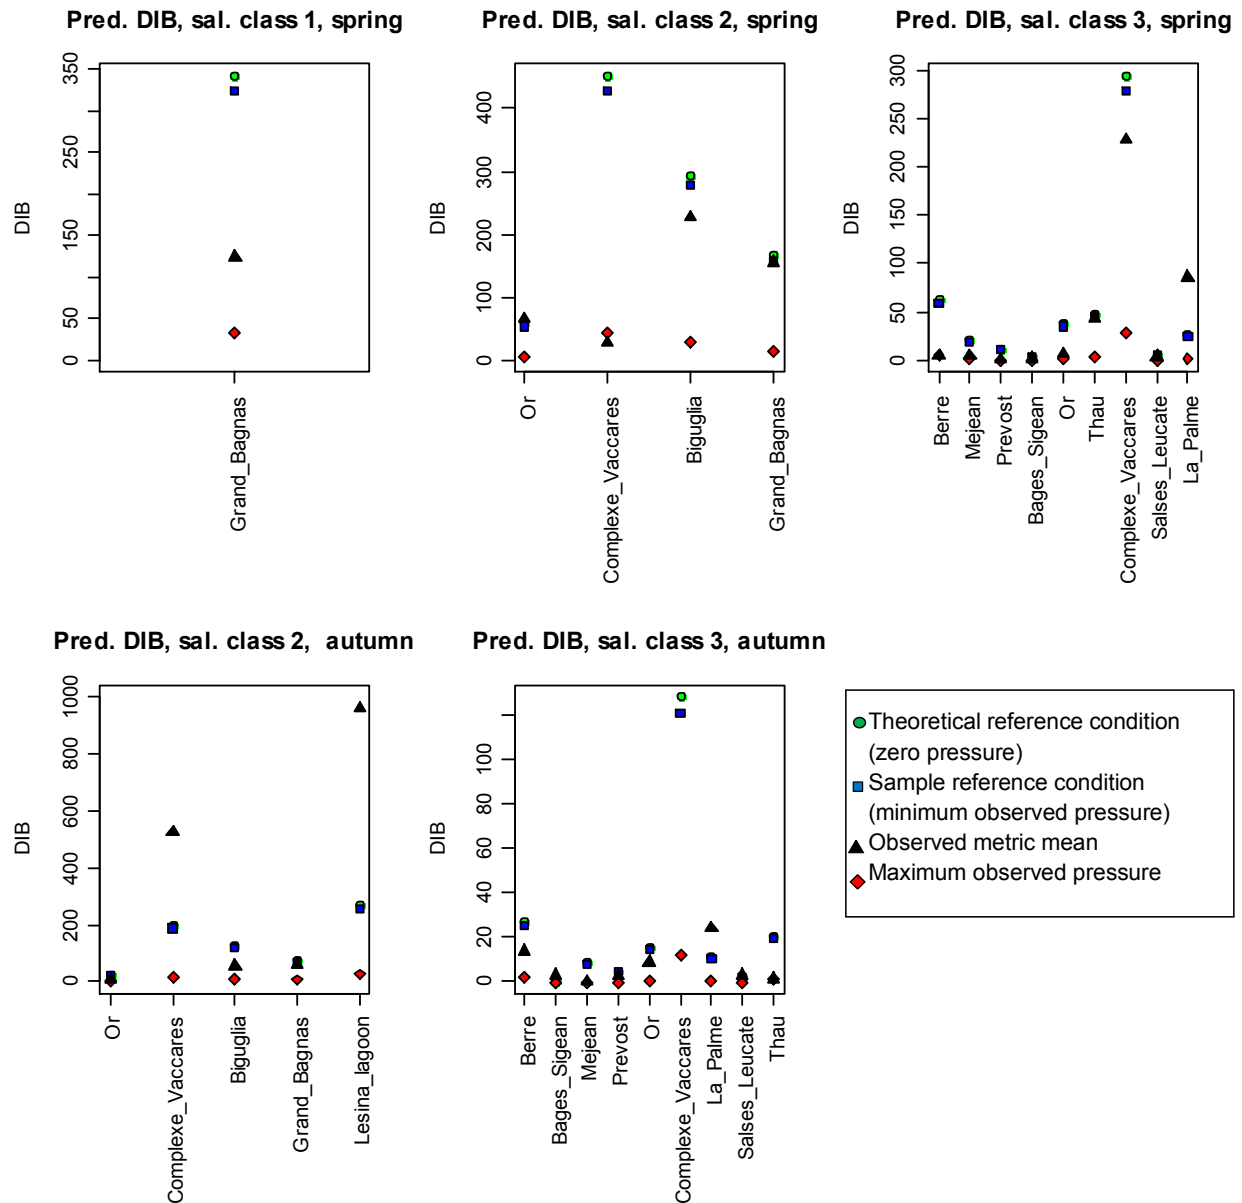 Pred. DIB, sal. class 1, spring
DIB
350
250
150
50
0
Grand_Bagnas
Pred. DIB, sal. class 2, spring
DIB
400
300
200
100
0
Or
Complexe_Vaccares
Biguglia
Grand_Bagnas
Pred. DIB, sal. class 3, spring
DIB
300
250
200
150
100
50
0
Berre
Mejean
Prevost
Bages_Sigean
Or
Thau
Complexe_Vaccares
Salses_Leucate
La_Palme
Pred. DIB, sal. class 2, autumn
DIB
1000
800
600
400
200
0
Or
Complexe_Vaccares
Biguglia
Grand_Bagnas
Lesina_lagoon
Pred. DIB, sal. class 3, autumn
DIB
100
80
60
40
20
0
Berre
Bages_Sigean
Mejean
Prevost
Or
Complexe_Vaccares
La_Palme
Salses_Leucate
Thau
Theoretical reference condition
(zero pressure)
Sample reference condition
(minimum observed pressure)
Observed metric mean
Maximum observed pressure